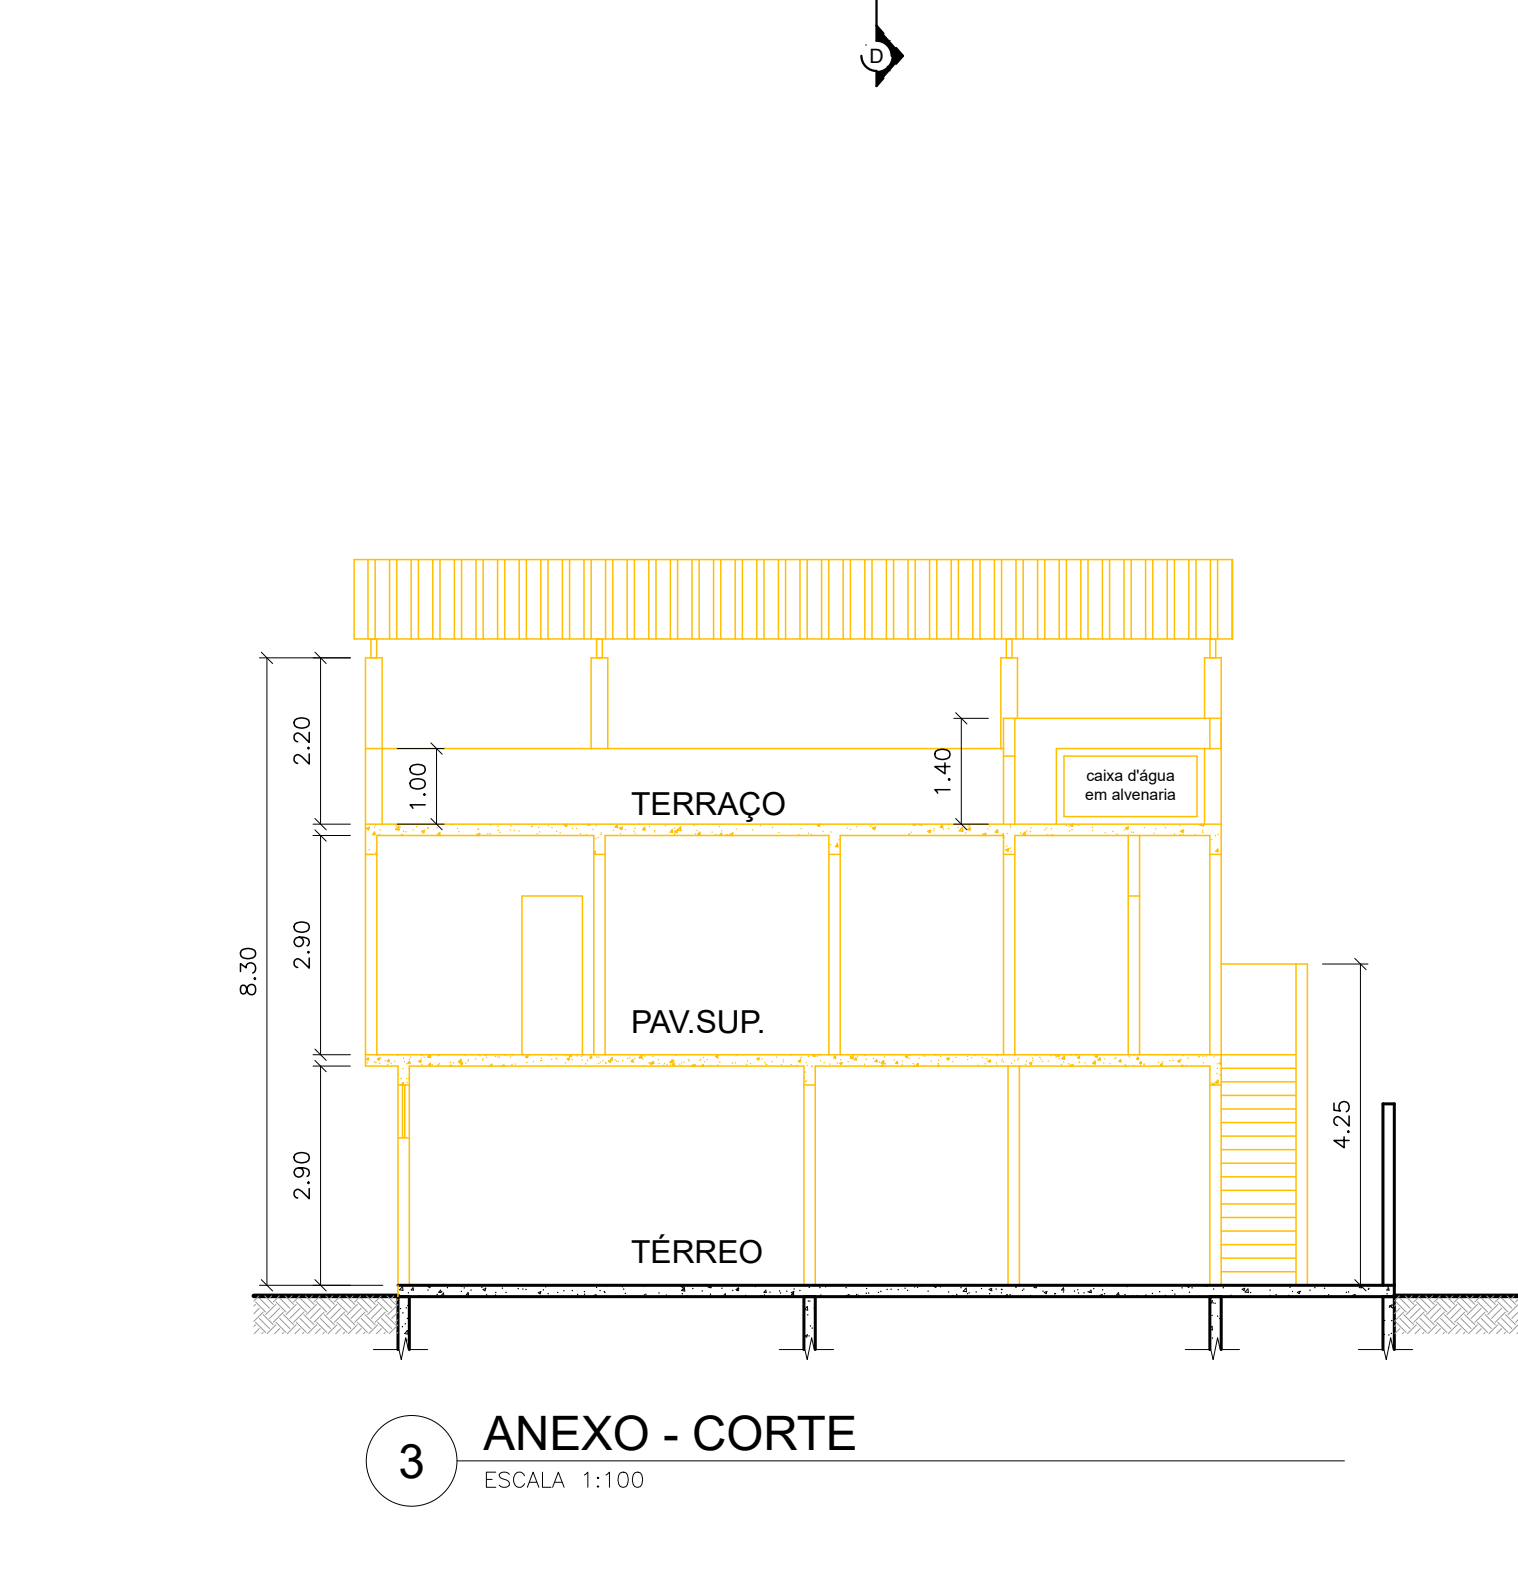 D
2.20
1.00
1.40
caixa d'água
em alvenaria
TERRAÇO
2.90
8.30
PAV.SUP.
4.25
2.90
TÉRREO
3
ANEXO - CORTE
ESCALA 1:100